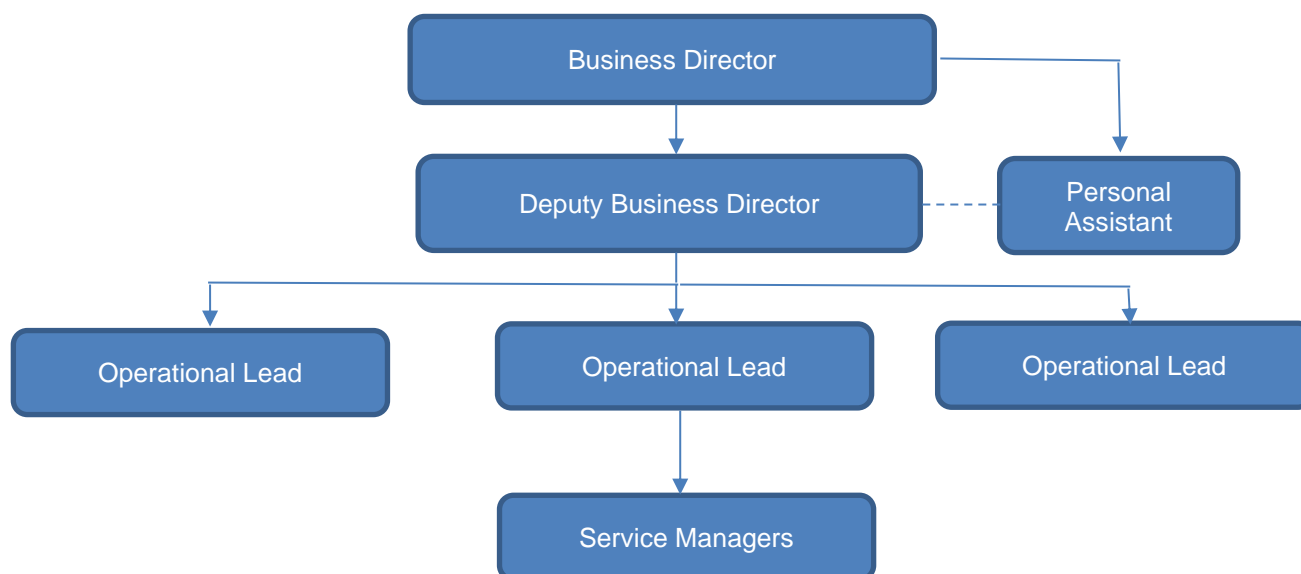 Business Director
Deputy Business Director
Personal
Assistant
Operational Lead
Operational Lead
Operational Lead
Service Managers